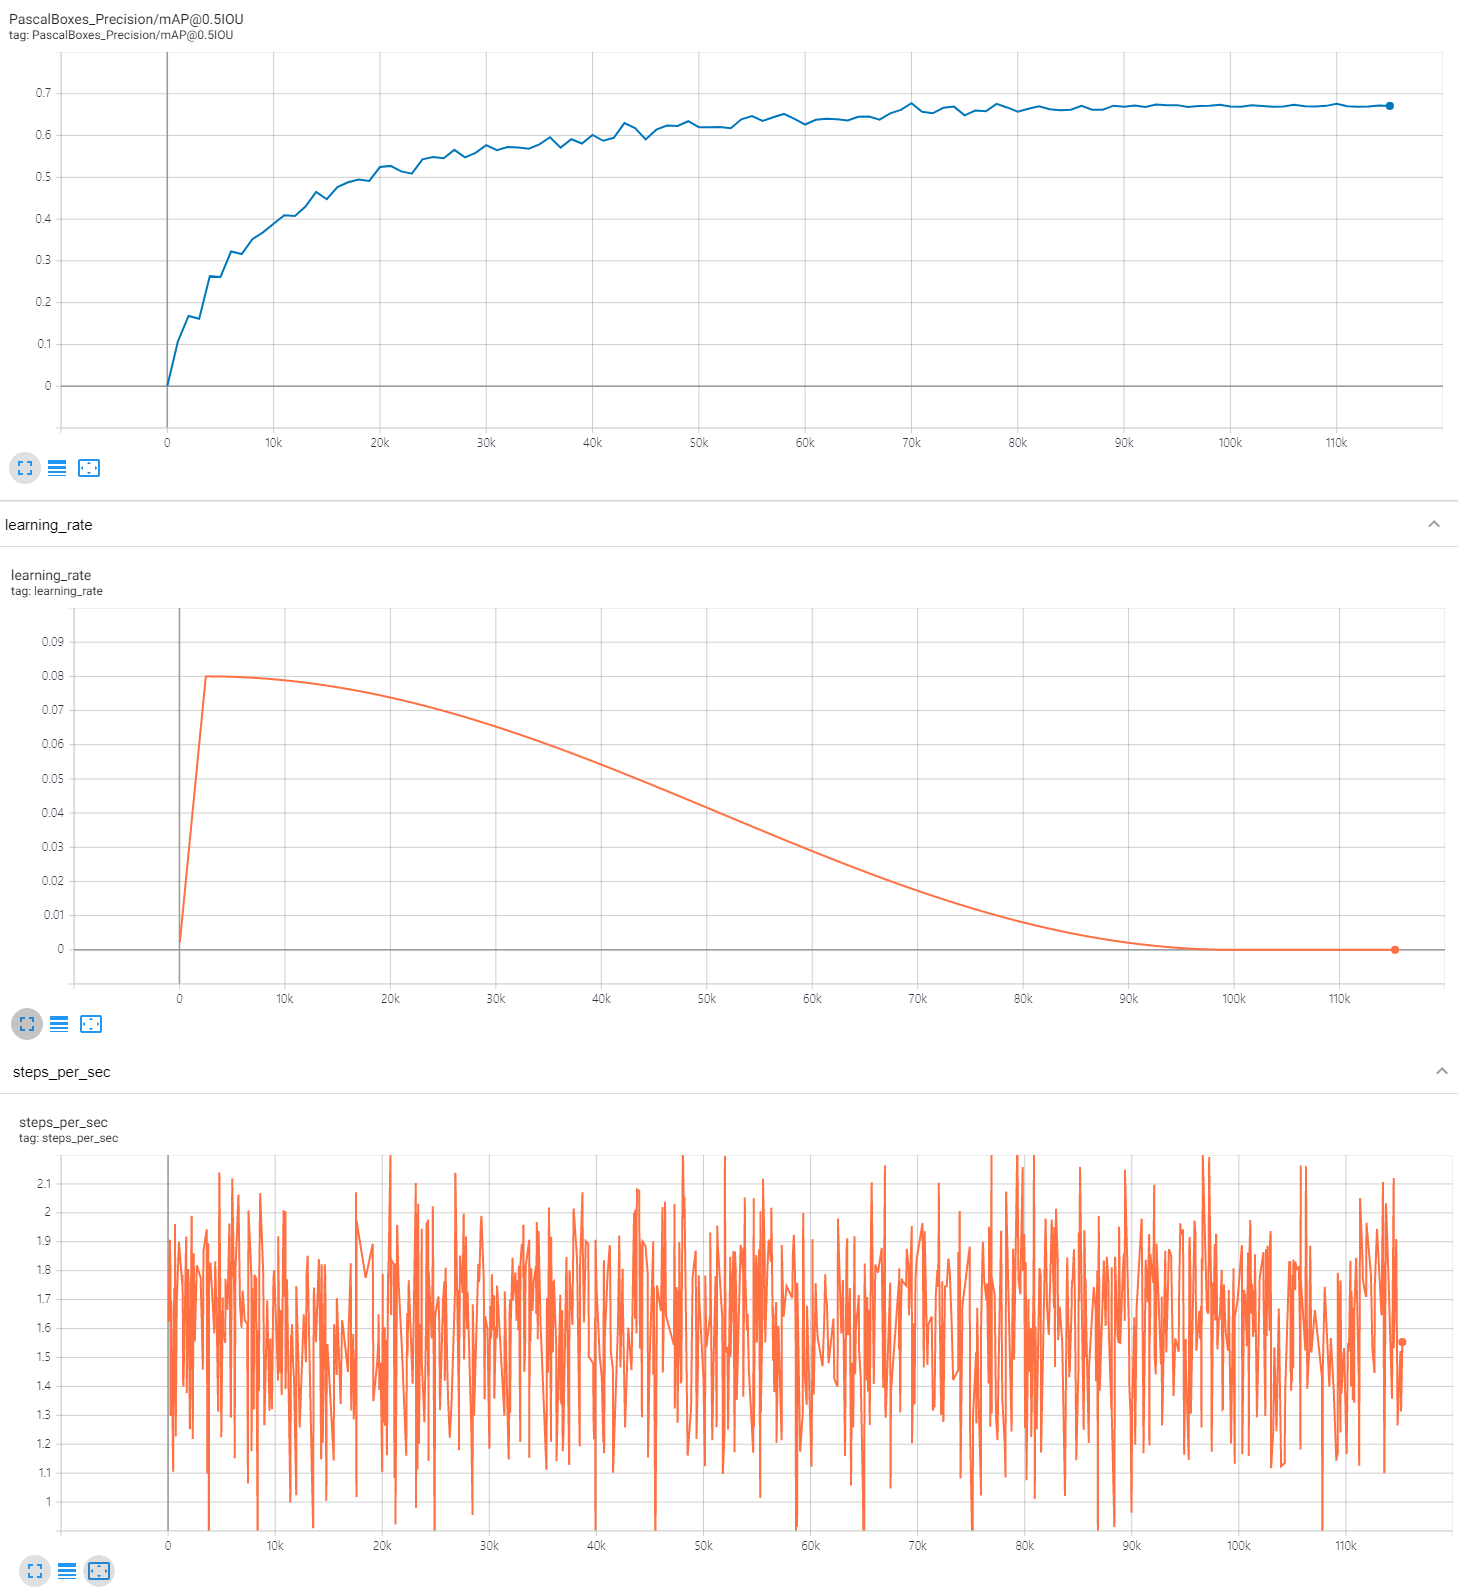 PascalBoxes_Precision/mAP@0.5IOU
tag: PascalBoxes_Precision/mAP@0.5IOU
0.7
0.6
0.5
0.4
0.3
0.2
0.1
0
0 10k 20k 30k 40k 50k 60k 70k 80k 90k 100k 110k
learning_rate
learning_rate
tag: learning_rate
0.09
0.08
0.07
0.06
0.05
0.04
0.03
0.02
0.01
0
0 10k 20k 30k 40k 50k 60k 70k 80k 90k 100k 110k
steps_per_sec
steps_per_sec
tag: steps_per_sec
2.1
2
1.9
1.8
1.7
1.6
1.5
1.4
1.3
1.2
1.1
1
0 10k 20k 30k 40k 50k 60k 70k 80k 90k 100k 110k